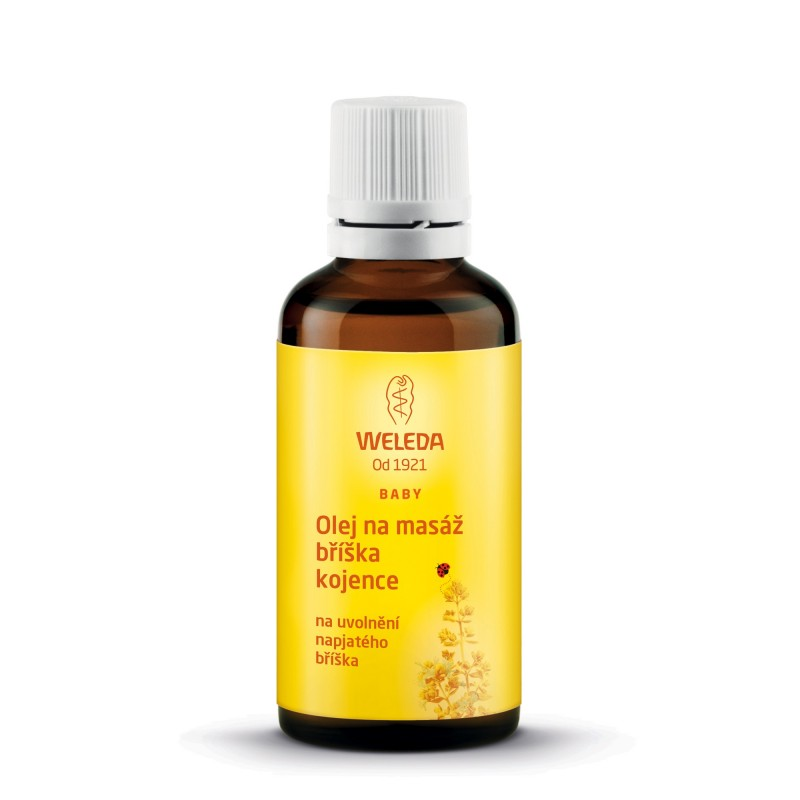 WELEDA
Od 1921
BABY
Olej na masáž
bříška
kojence
na uvolnění
napjatého
bříška